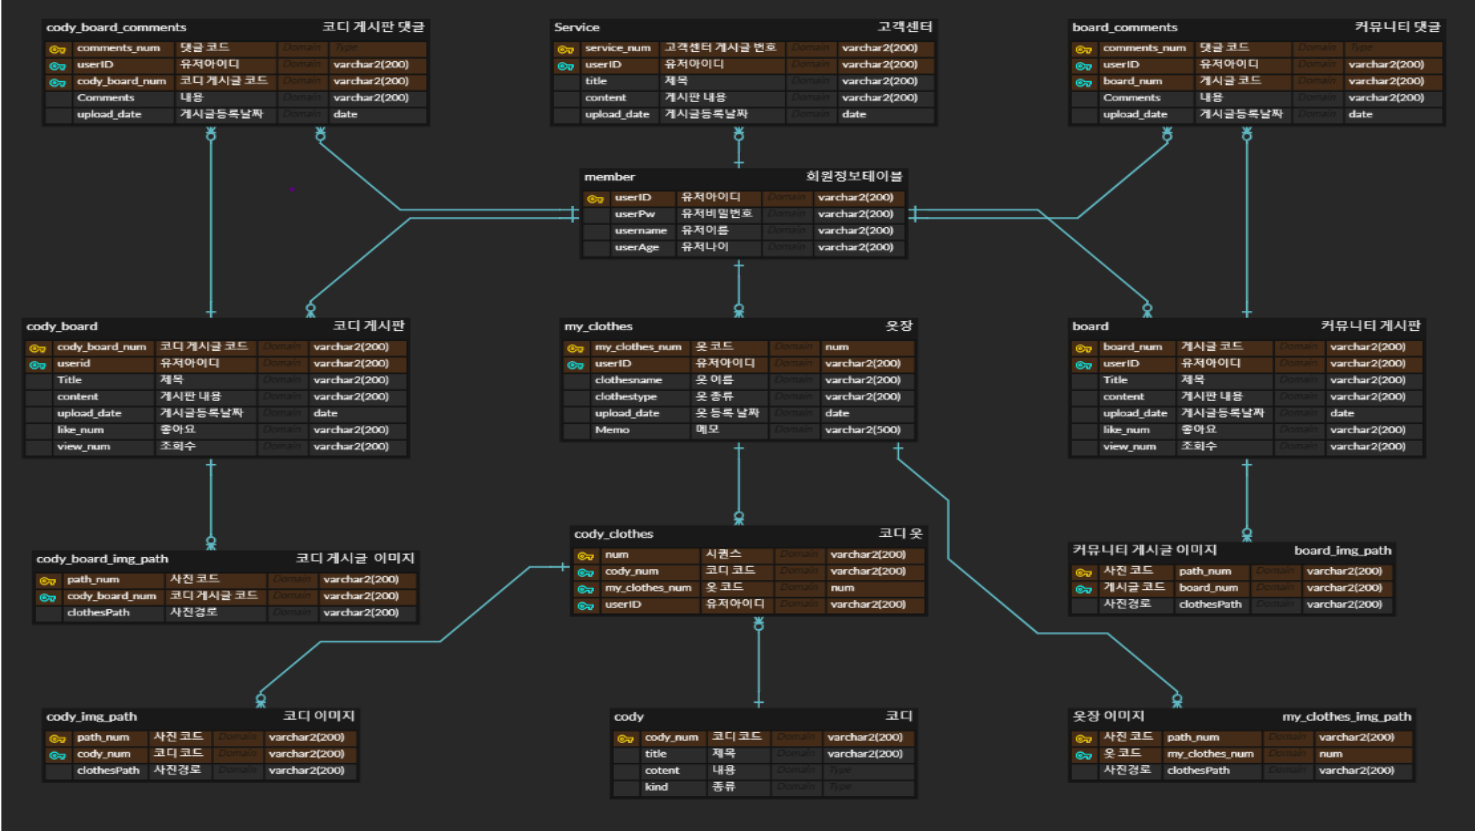 cody_board_comments 코디 게시판 댓글
comments_num 댓글 코드 Domain Type
userID 유저아이디 Domain varchar2(200)
cody_board_num 코디 게시글 코드 Domain varchar2(200)
Comments 내용 Domain varchar2(200)
upload_date 게시글등록날짜 Domain date
Service 고객센터
service_num 고객센터 게시글 번호 Domain varchar2(200)
userID 유저아이디 Domain varchar2(200)
title 제목 Domain varchar2(200)
content 게시판 내용 Domain varchar2(200)
upload_date 게시글등록날짜 Domain date
board_comments 커뮤니티 댓글
comments_num 댓글 코드 Domain Type
userID 유저아이디 Domain varchar2(200)
board_num 게시글 코드 Domain varchar2(200)
Comments 내용 Domain varchar2(200)
upload_date 게시글등록날짜 Domain date
member 회원정보테이블
userID 유저아이디 Domain varchar2(200)
userPw 유저비밀번호 Domain varchar2(200)
username 유저이름 Domain varchar2(200)
userAge 유저나이 Domain varchar2(200)
cody_board 코디 게시판
cody_board_num 코디 게시글 코드 Domain varchar2(200)
userid 유저아이디 Domain varchar2(200)
Title 제목 Domain varchar2(200)
content 게시판 내용 Domain varchar2(200)
upload_date 게시글등록날짜 Domain date
like_num 좋아요 Domain varchar2(200)
view_num 조회수 Domain varchar2(200)
my_clothes 옷장
my_clothes_num 옷 코드 Domain num
userID 유저아이디 Domain varchar2(200)
clothesname 옷 이름 Domain varchar2(200)
clothestype 옷 종류 Domain varchar2(200)
upload_date 옷 등록 날짜 Domain date
Memo 메모 Domain varchar2(500)
board 커뮤니티 게시판
board_num 게시글 코드 Domain varchar2(200)
userID 유저아이디 Domain varchar2(200)
Title 제목 Domain varchar2(200)
content 게시판 내용 Domain varchar2(200)
upload_date 게시글등록날짜 Domain date
like_num 좋아요 Domain varchar2(200)
view_num 조회수 Domain varchar2(200)
cody_board_img_path 코디 게시글 이미지
path_num 사진 코드 Domain varchar2(200)
cody_board_num 코디 게시글 코드 Domain varchar2(200)
clothesPath 사진경로 Domain varchar2(200)
cody_clothes 코디 옷
num 시퀀스 Domain varchar2(200)
cody_num 코디 코드 Domain varchar2(200)
my_clothes_num 옷 코드 Domain num
userID 유저아이디 Domain varchar2(200)
커뮤니티 게시글 이미지 board_img_path
사진 코드 path_num Domain varchar2(200)
게시글 코드 board_num Domain varchar2(200)
사진경로 clothesPath Domain varchar2(200)
cody_img_path 코디 이미지
path_num 사진 코드 Domain varchar2(200)
cody_num 코디 코드 Domain varchar2(200)
clothesPath 사진경로 Domain varchar2(200)
cody 코디
cody_num 코디 코드 Domain varchar2(200)
title 제목 Domain varchar2(200)
cotent 내용 Domain Type
kind 종류 Domain Type
옷장 이미지 my_clothes_img_path
사진 코드 path_num Domain varchar2(200)
옷 코드 my_clothes_num Domain num
사진경로 clothesPath Domain varchar2(200)